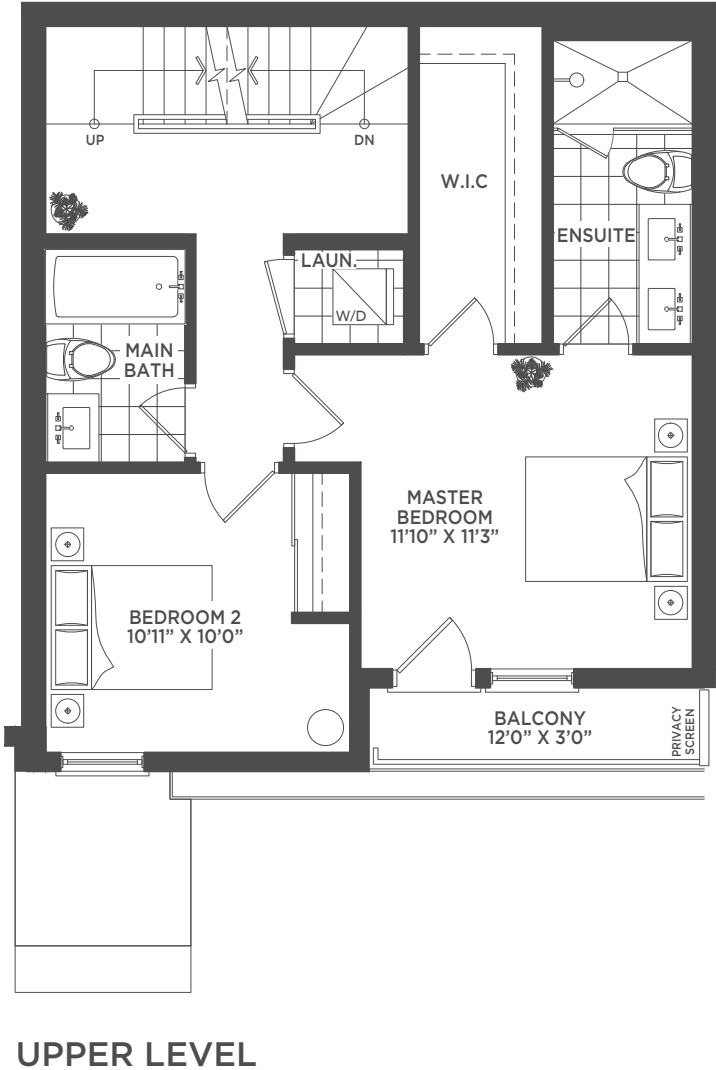 UP
DN
W.I.C
ENSUITE
LAUN.
W/D
MAIN
BATH
MASTER
BEDROOM
11’10” X 11’3”
BEDROOM 2
10’11” X 10’0”
BALCONY
12’0” X 3’0”
PRIVACY
SCREEN
UPPER LEVEL